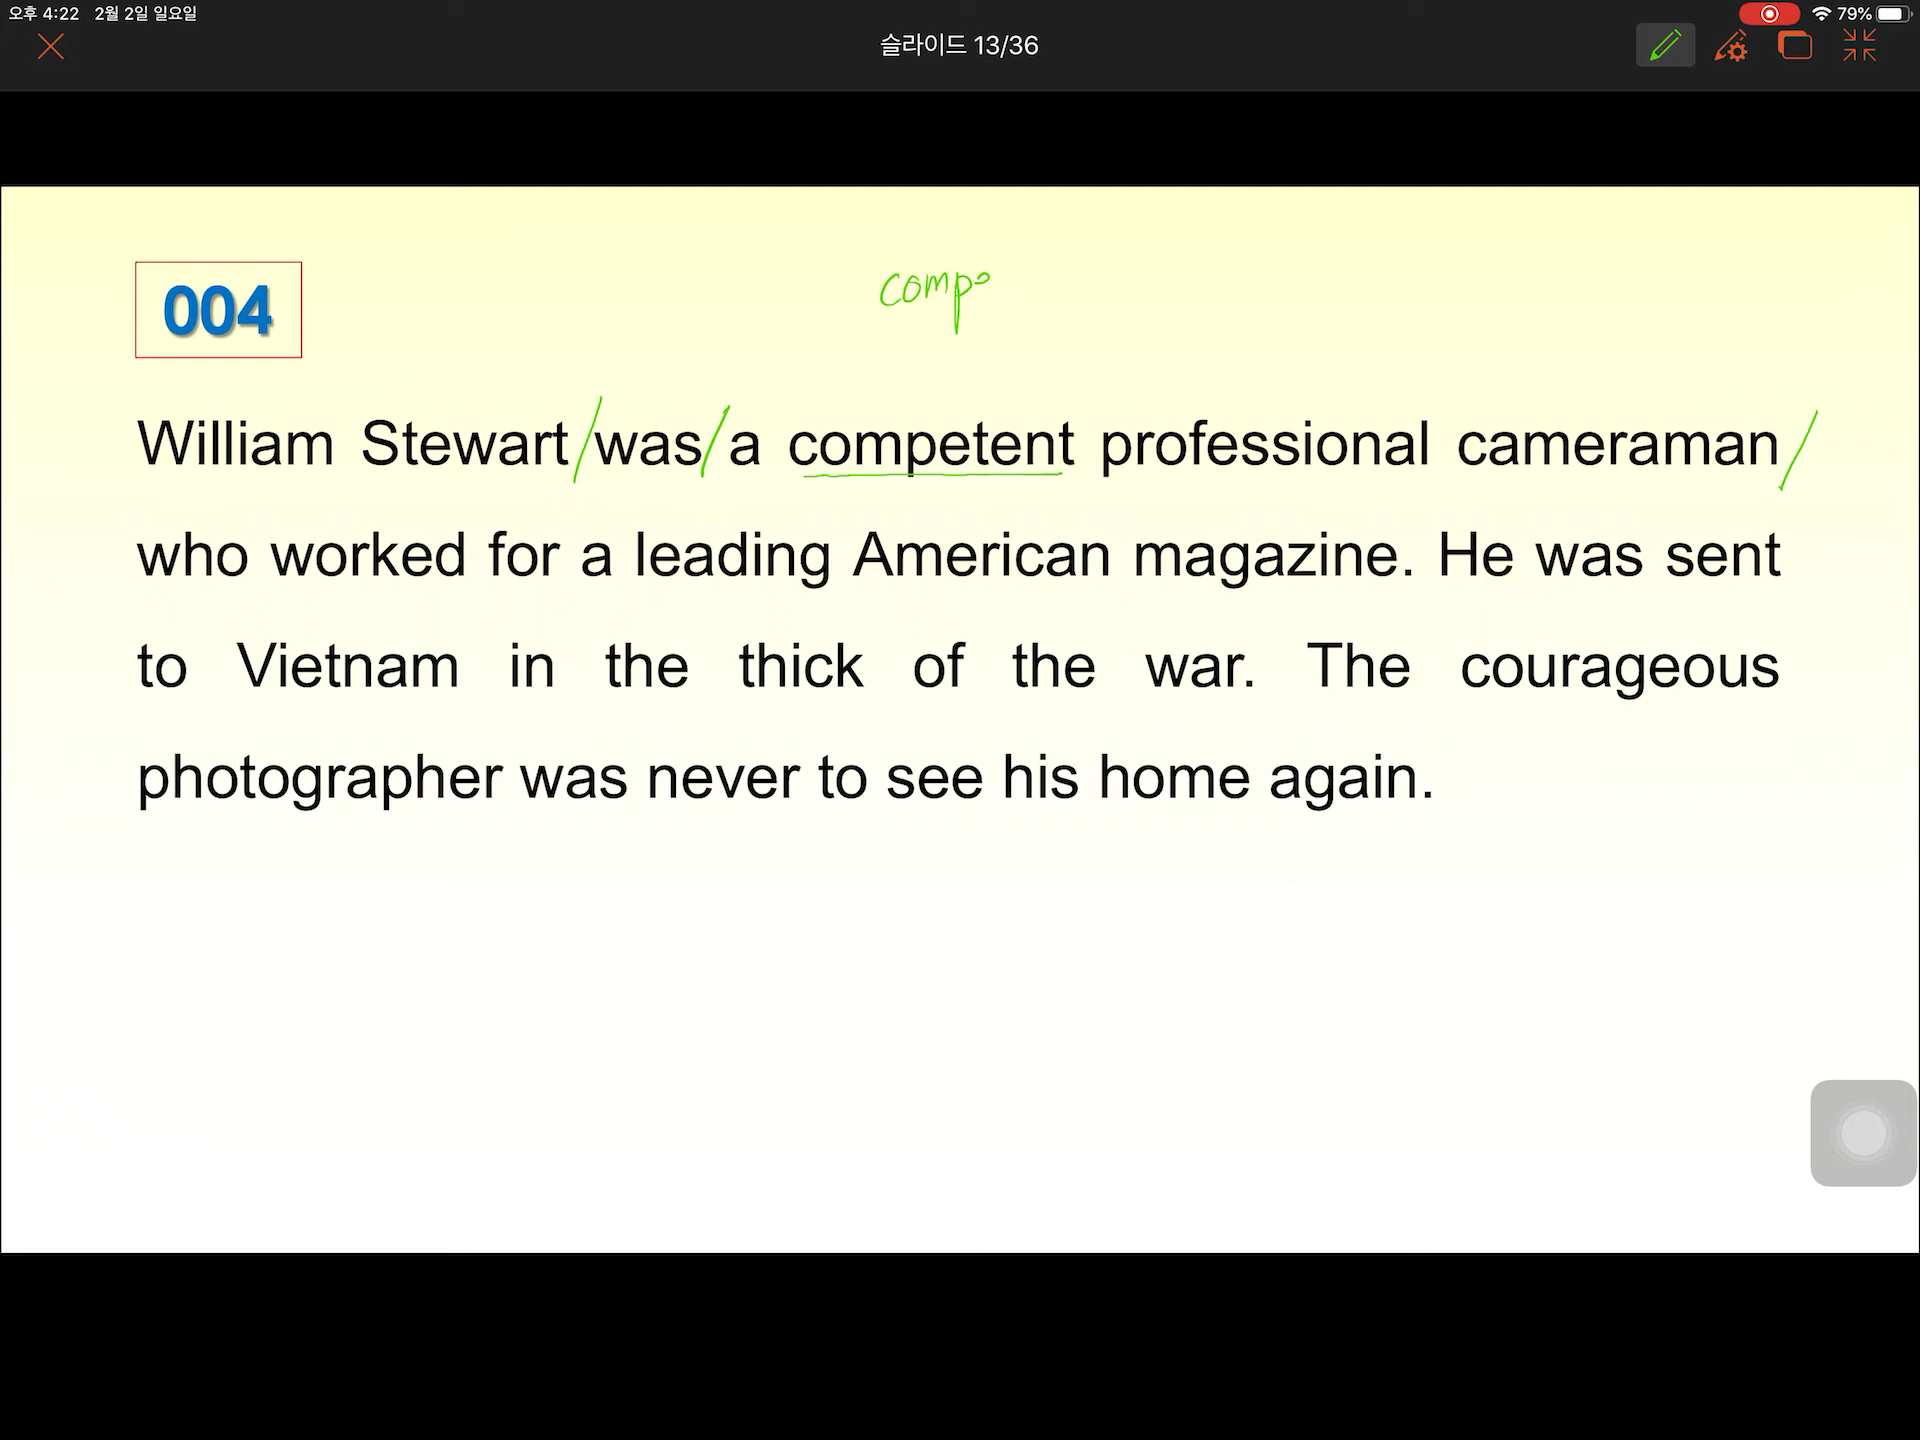 오후 4:22 2월 2일 일요일
79%
슬라이드 13/36
004
William Stewart was a competent professional cameraman
who worked for a leading American magazine. He was sent
to Vietnam in the thick of the war. The courageous
photographer was never to see his home again.